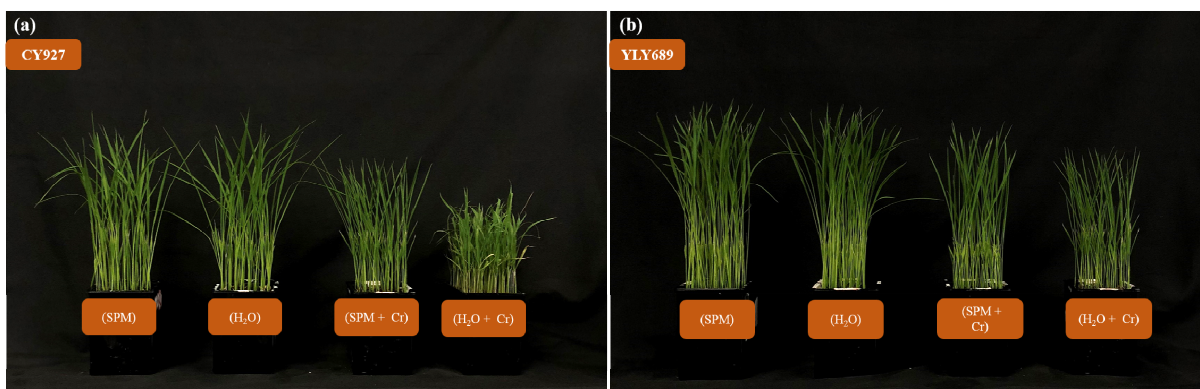 (a)
CY927
(SPM)
(H₂O)
(SPM + Cr)
(H₂O + Cr)
(b)
YLY689
(SPM)
(H₂O)
(SPM +
Cr)
(H₂O + Cr)